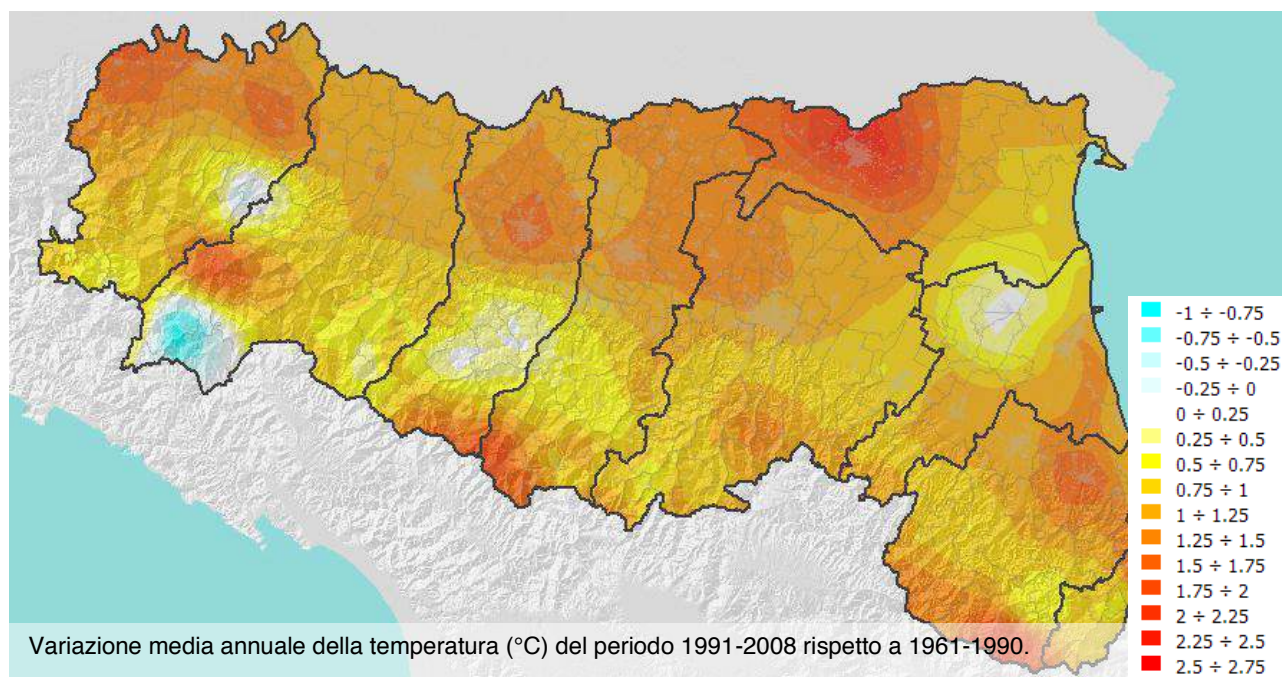 -1 ÷ -0.75
-0.75 ÷ -0.5
-0.5 ÷ -0.25
-0.25 ÷ 0
0 ÷ 0.25
0.25 ÷ 0.5
0.5 ÷ 0.75
0.75 ÷ 1
1 ÷ 1.25
1.25 ÷ 1.5
1.5 ÷ 1.75
1.75 ÷ 2
2 ÷ 2.25
2.25 ÷ 2.5
2.5 ÷ 2.75
Variazione media annuale della temperatura (°C) del periodo 1991-2008 rispetto a 1961-1990.